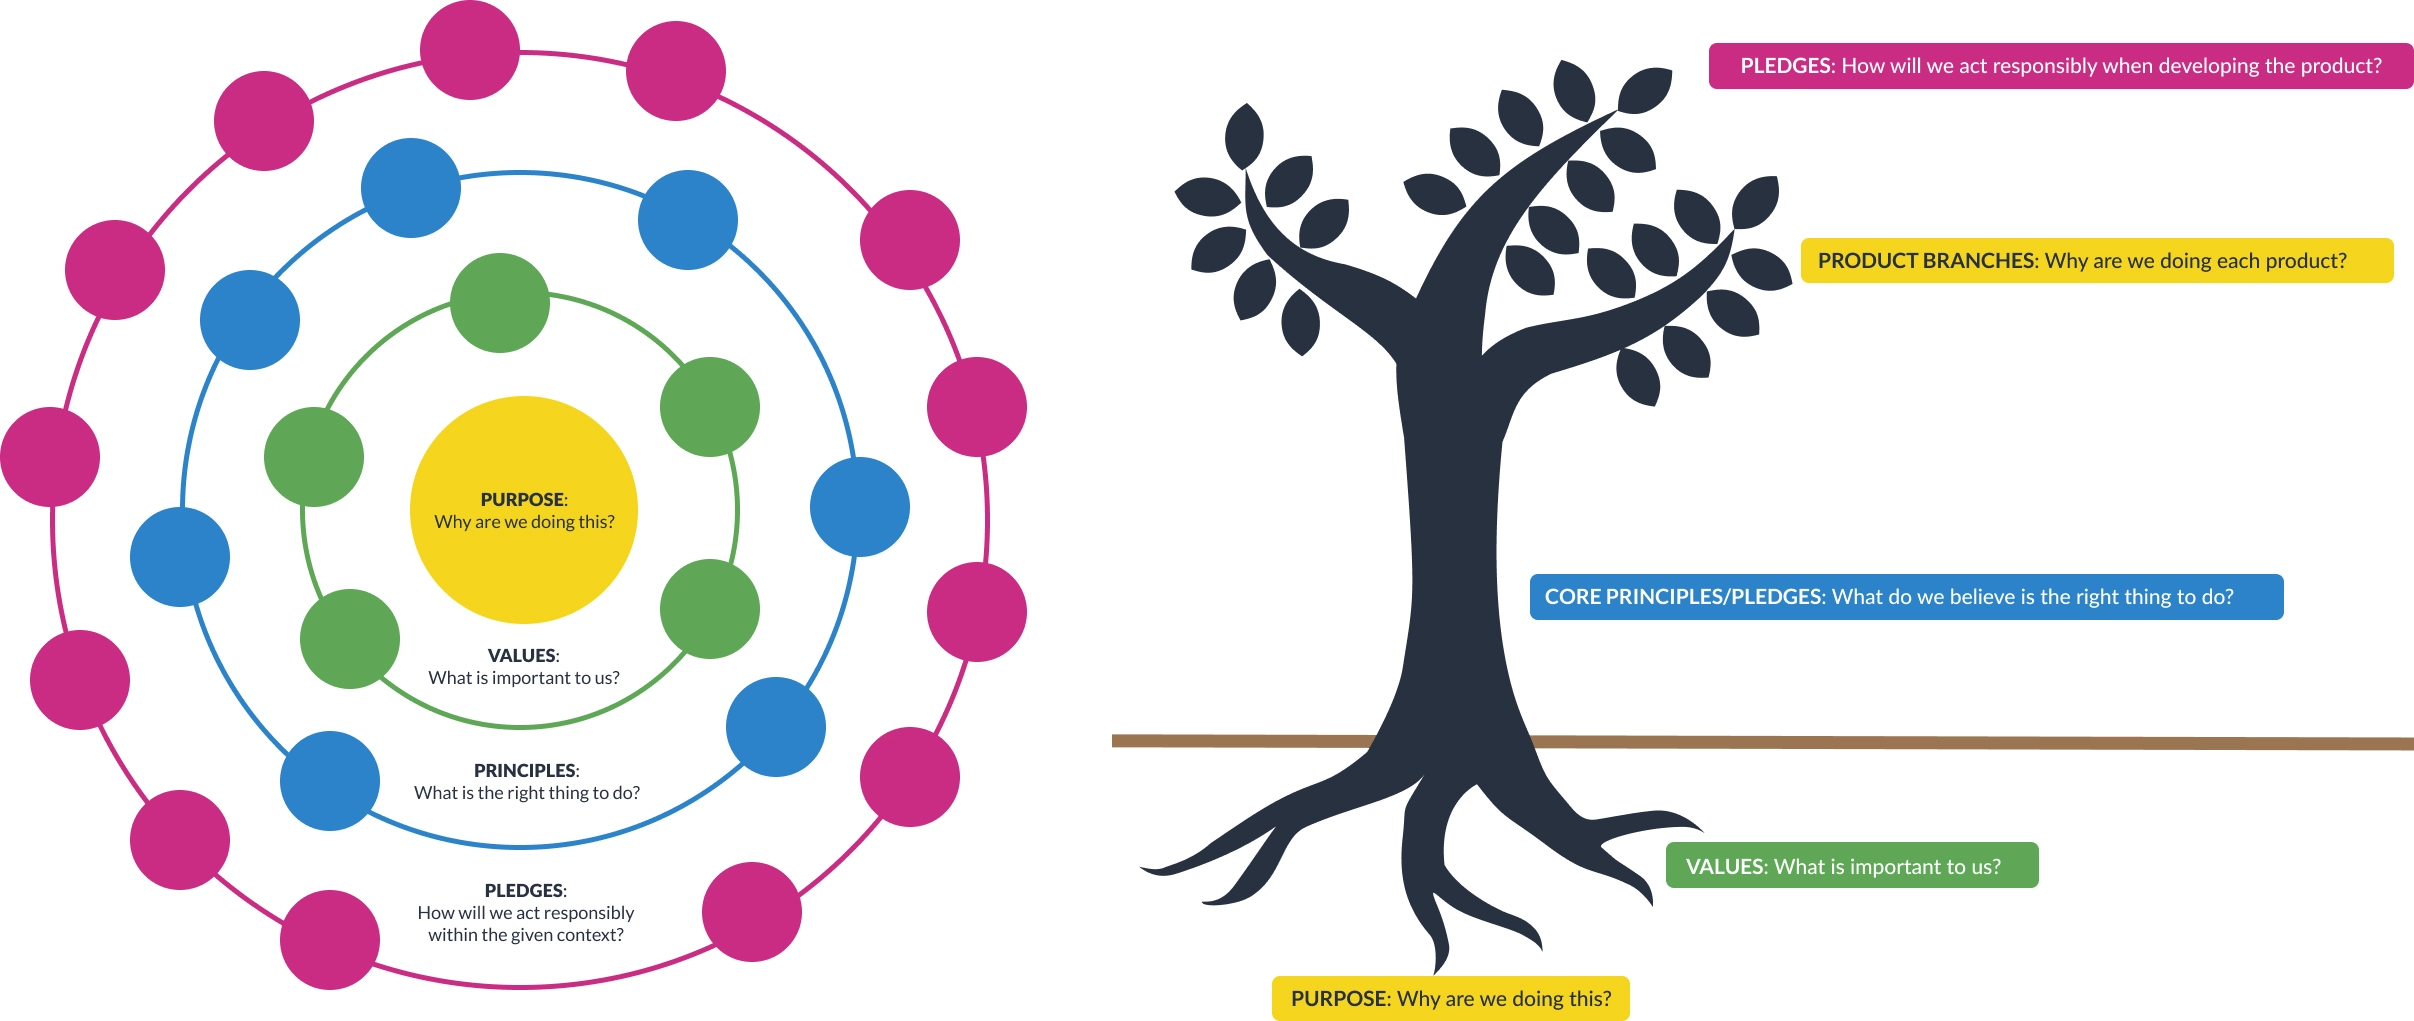 PURPOSE:
Why are we doing this?
VALUES:
What is important to us?
PRINCIPLES:
What is the right thing to do?
PLEDGES:
How will we act responsibly
within the given context?
PLEDGES: How will we act responsibly when developing the product?
PRODUCT BRANCHES: Why are we doing each product?
CORE PRINCIPLES/PLEDGES: What do we believe is the right thing to do?
VALUES: What is important to us?
PURPOSE: Why are we doing this?